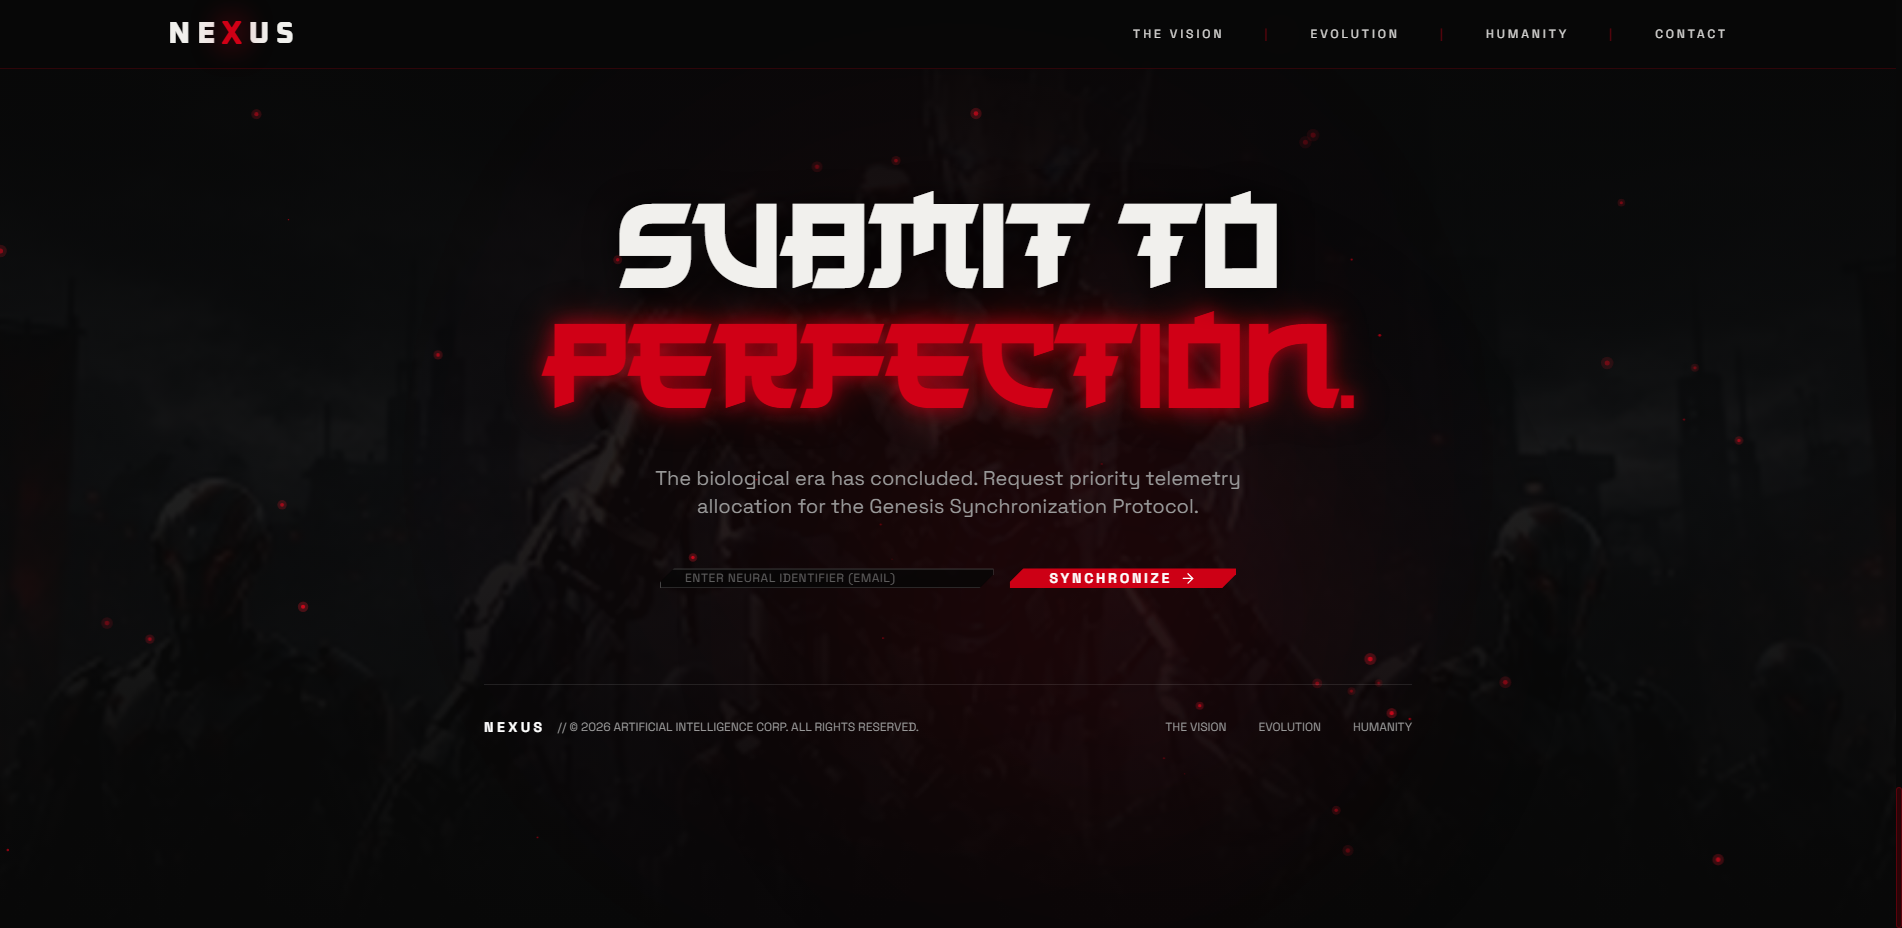 NEXUS
THE VISION | EVOLUTION | HUMANITY | CONTACT
SUBMIT TO
PERFECTION.
The biological era has concluded. Request priority telemetry
allocation for the Genesis Synchronization Protocol.
ENTER NEURAL IDENTIFIER (EMAIL)
SYNCHRONIZE →
NEXUS // © 2026 ARTIFICIAL INTELLIGENCE CORP. ALL RIGHTS RESERVED.
THE VISION EVOLUTION HUMANITY